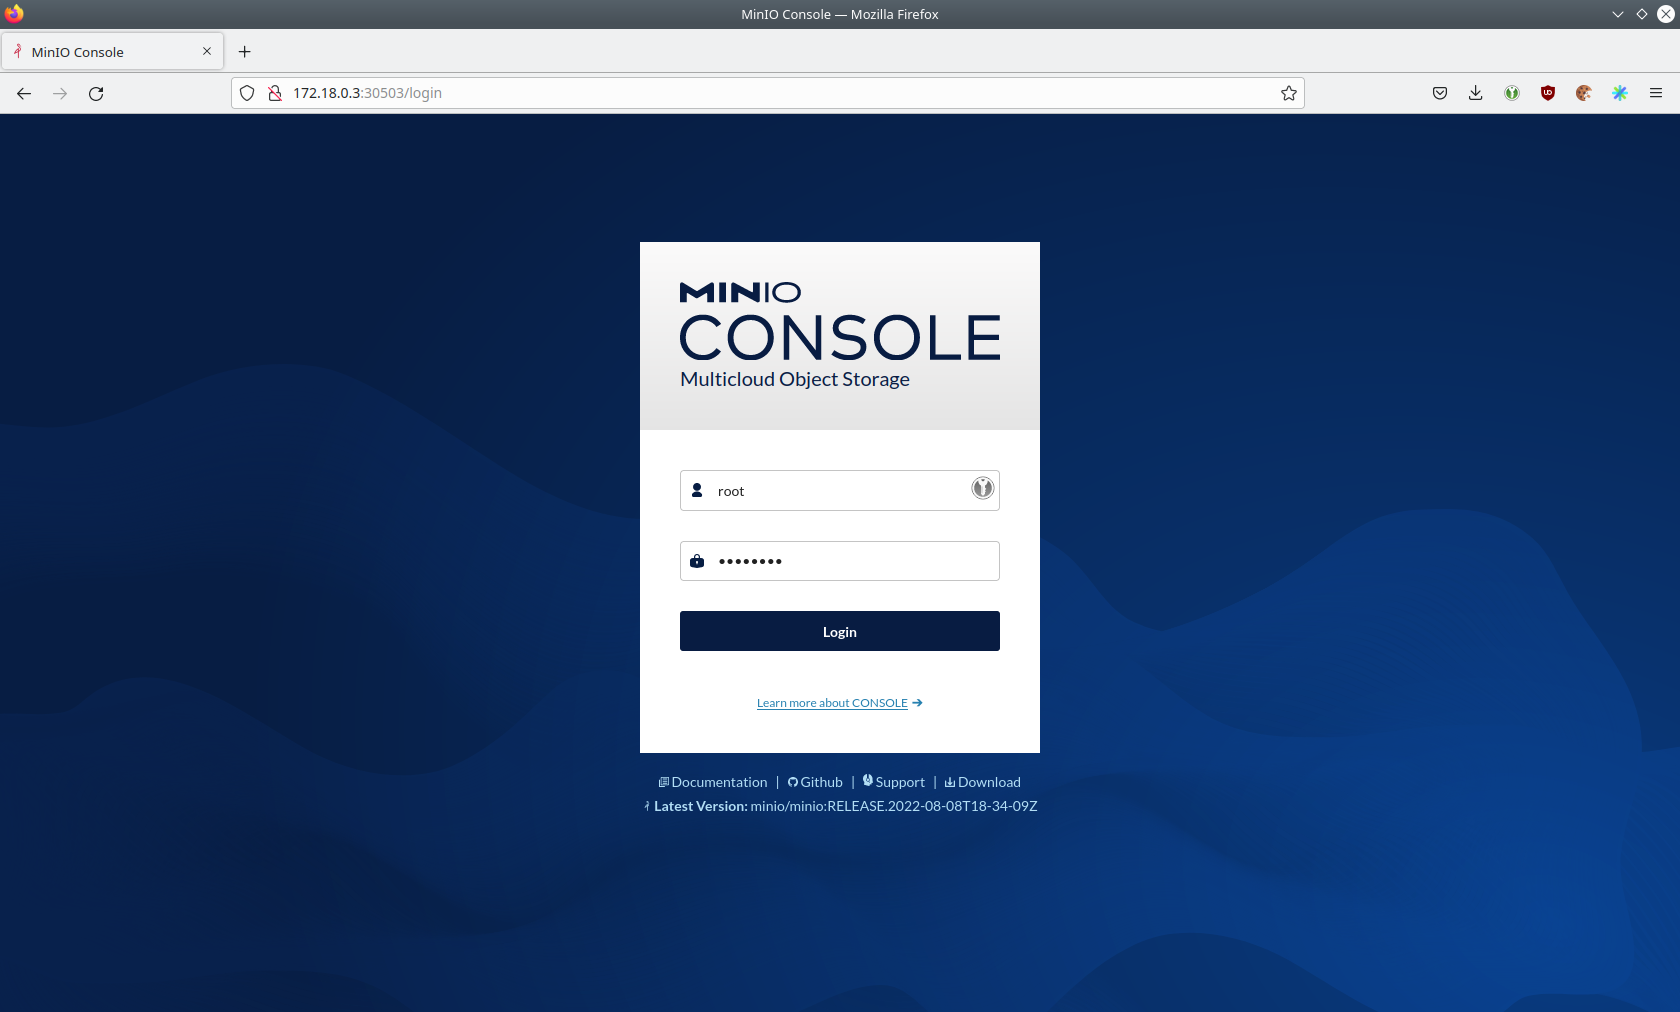 MinIO Console — Mozilla Firefox
MinIO Console
172.18.0.3:30503/login
MINIO
CONSOLE
Multicloud Object Storage
root
••••••••
Login
Learn more about CONSOLE ➔
Documentation | Github | Support | Download
Latest Version: minio/minio:RELEASE.2022-08-08T18-34-09Z